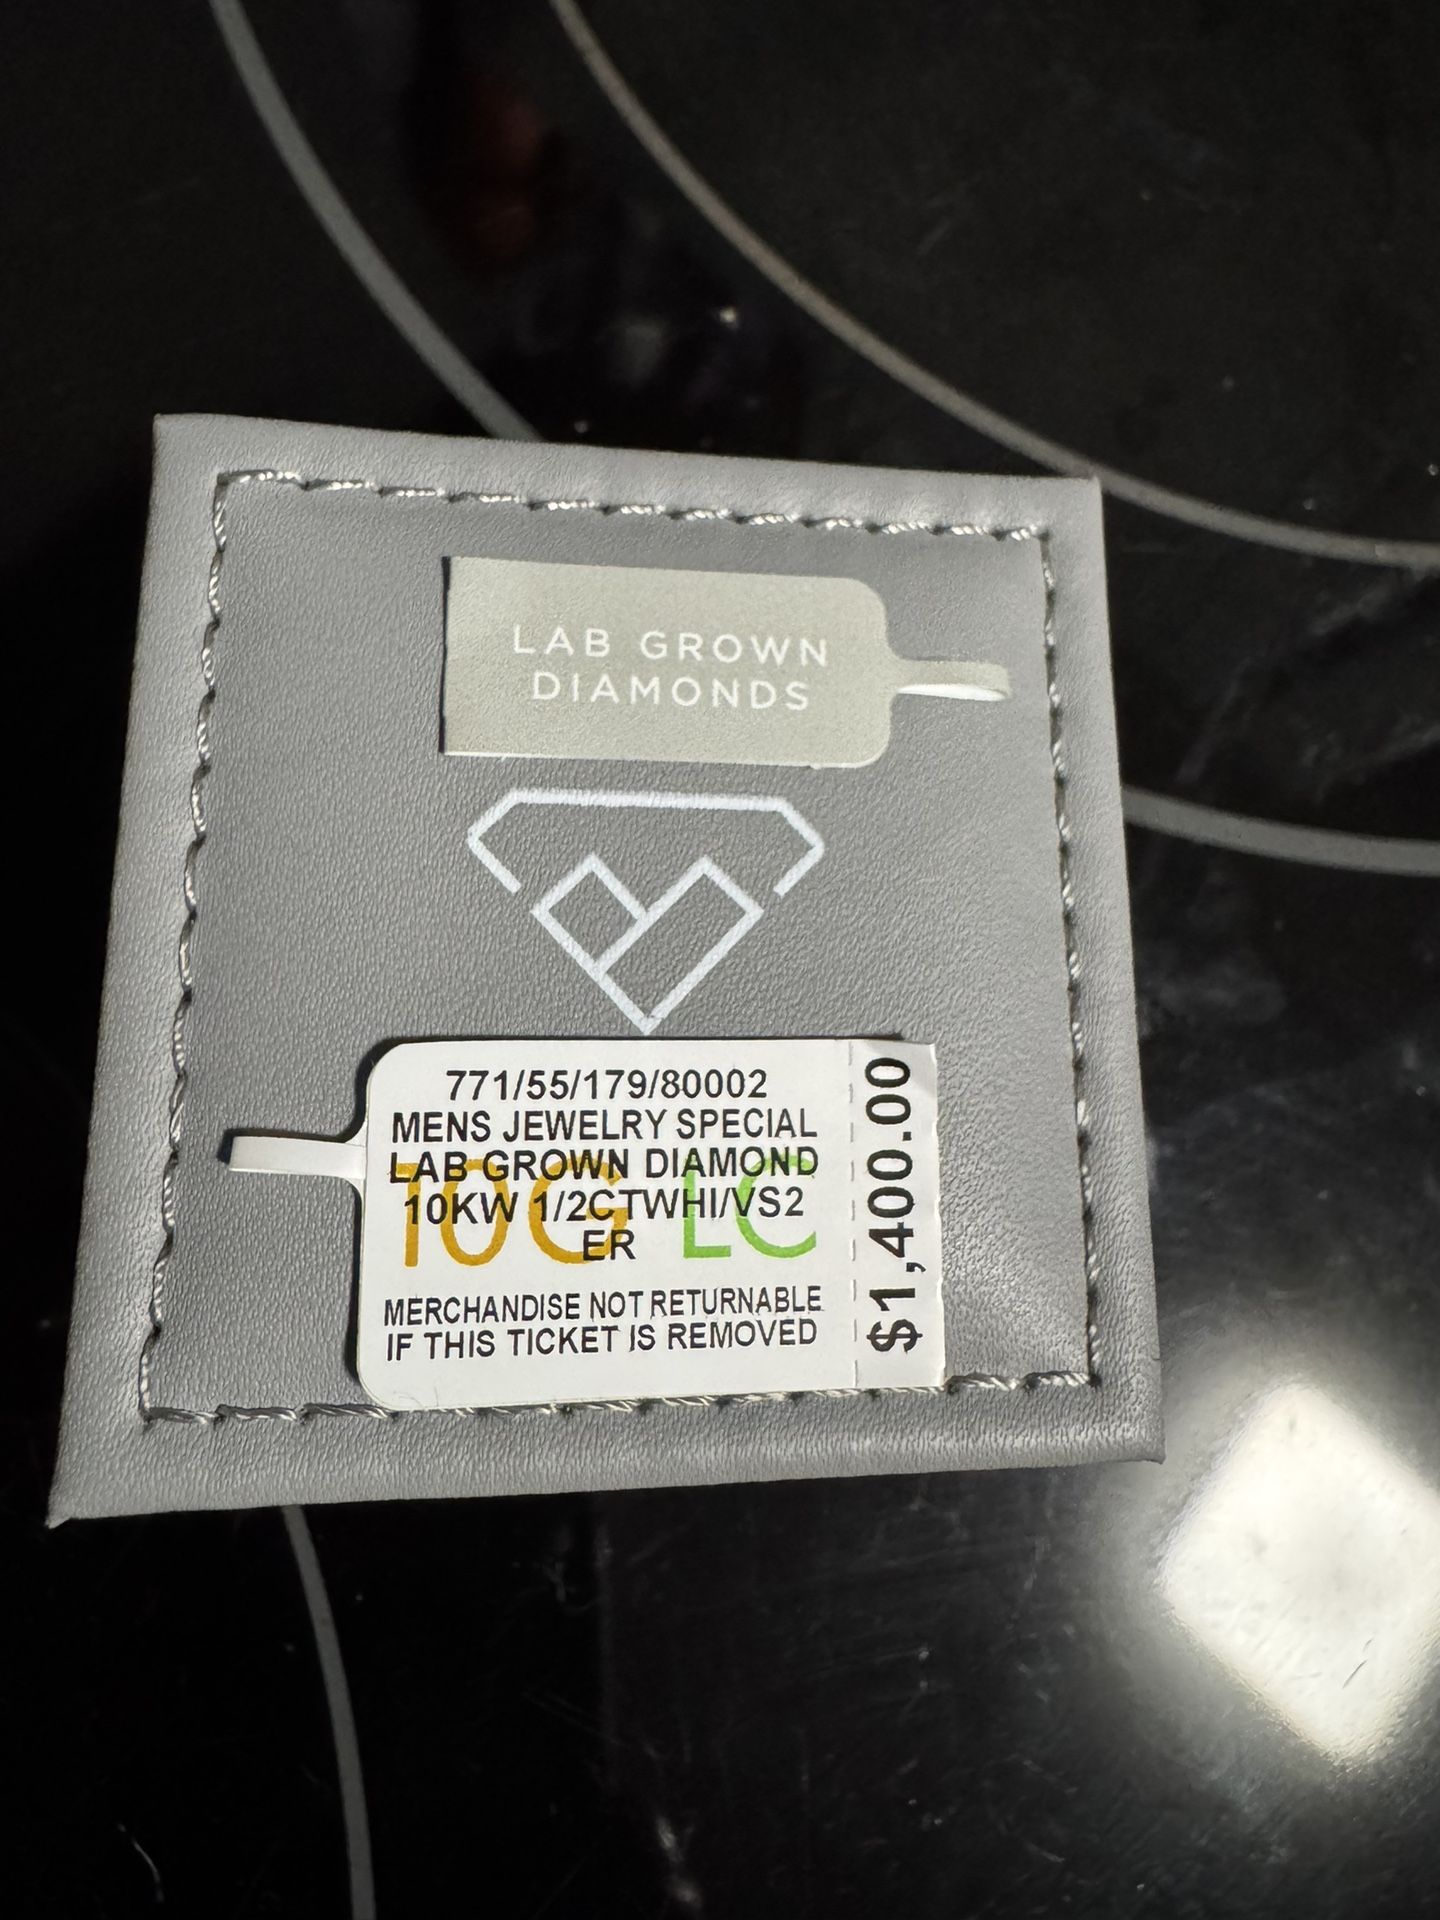 LAB GROWN
DIAMONDS
771/55/179/80002
MENS JEWELRY SPECIAL
LAB GROWN DIAMOND
10KW 1/2CTWHI/VS2
ER
10G LC
MERCHANDISE NOT RETURNABLE
IF THIS TICKET IS REMOVED
$1,400.00